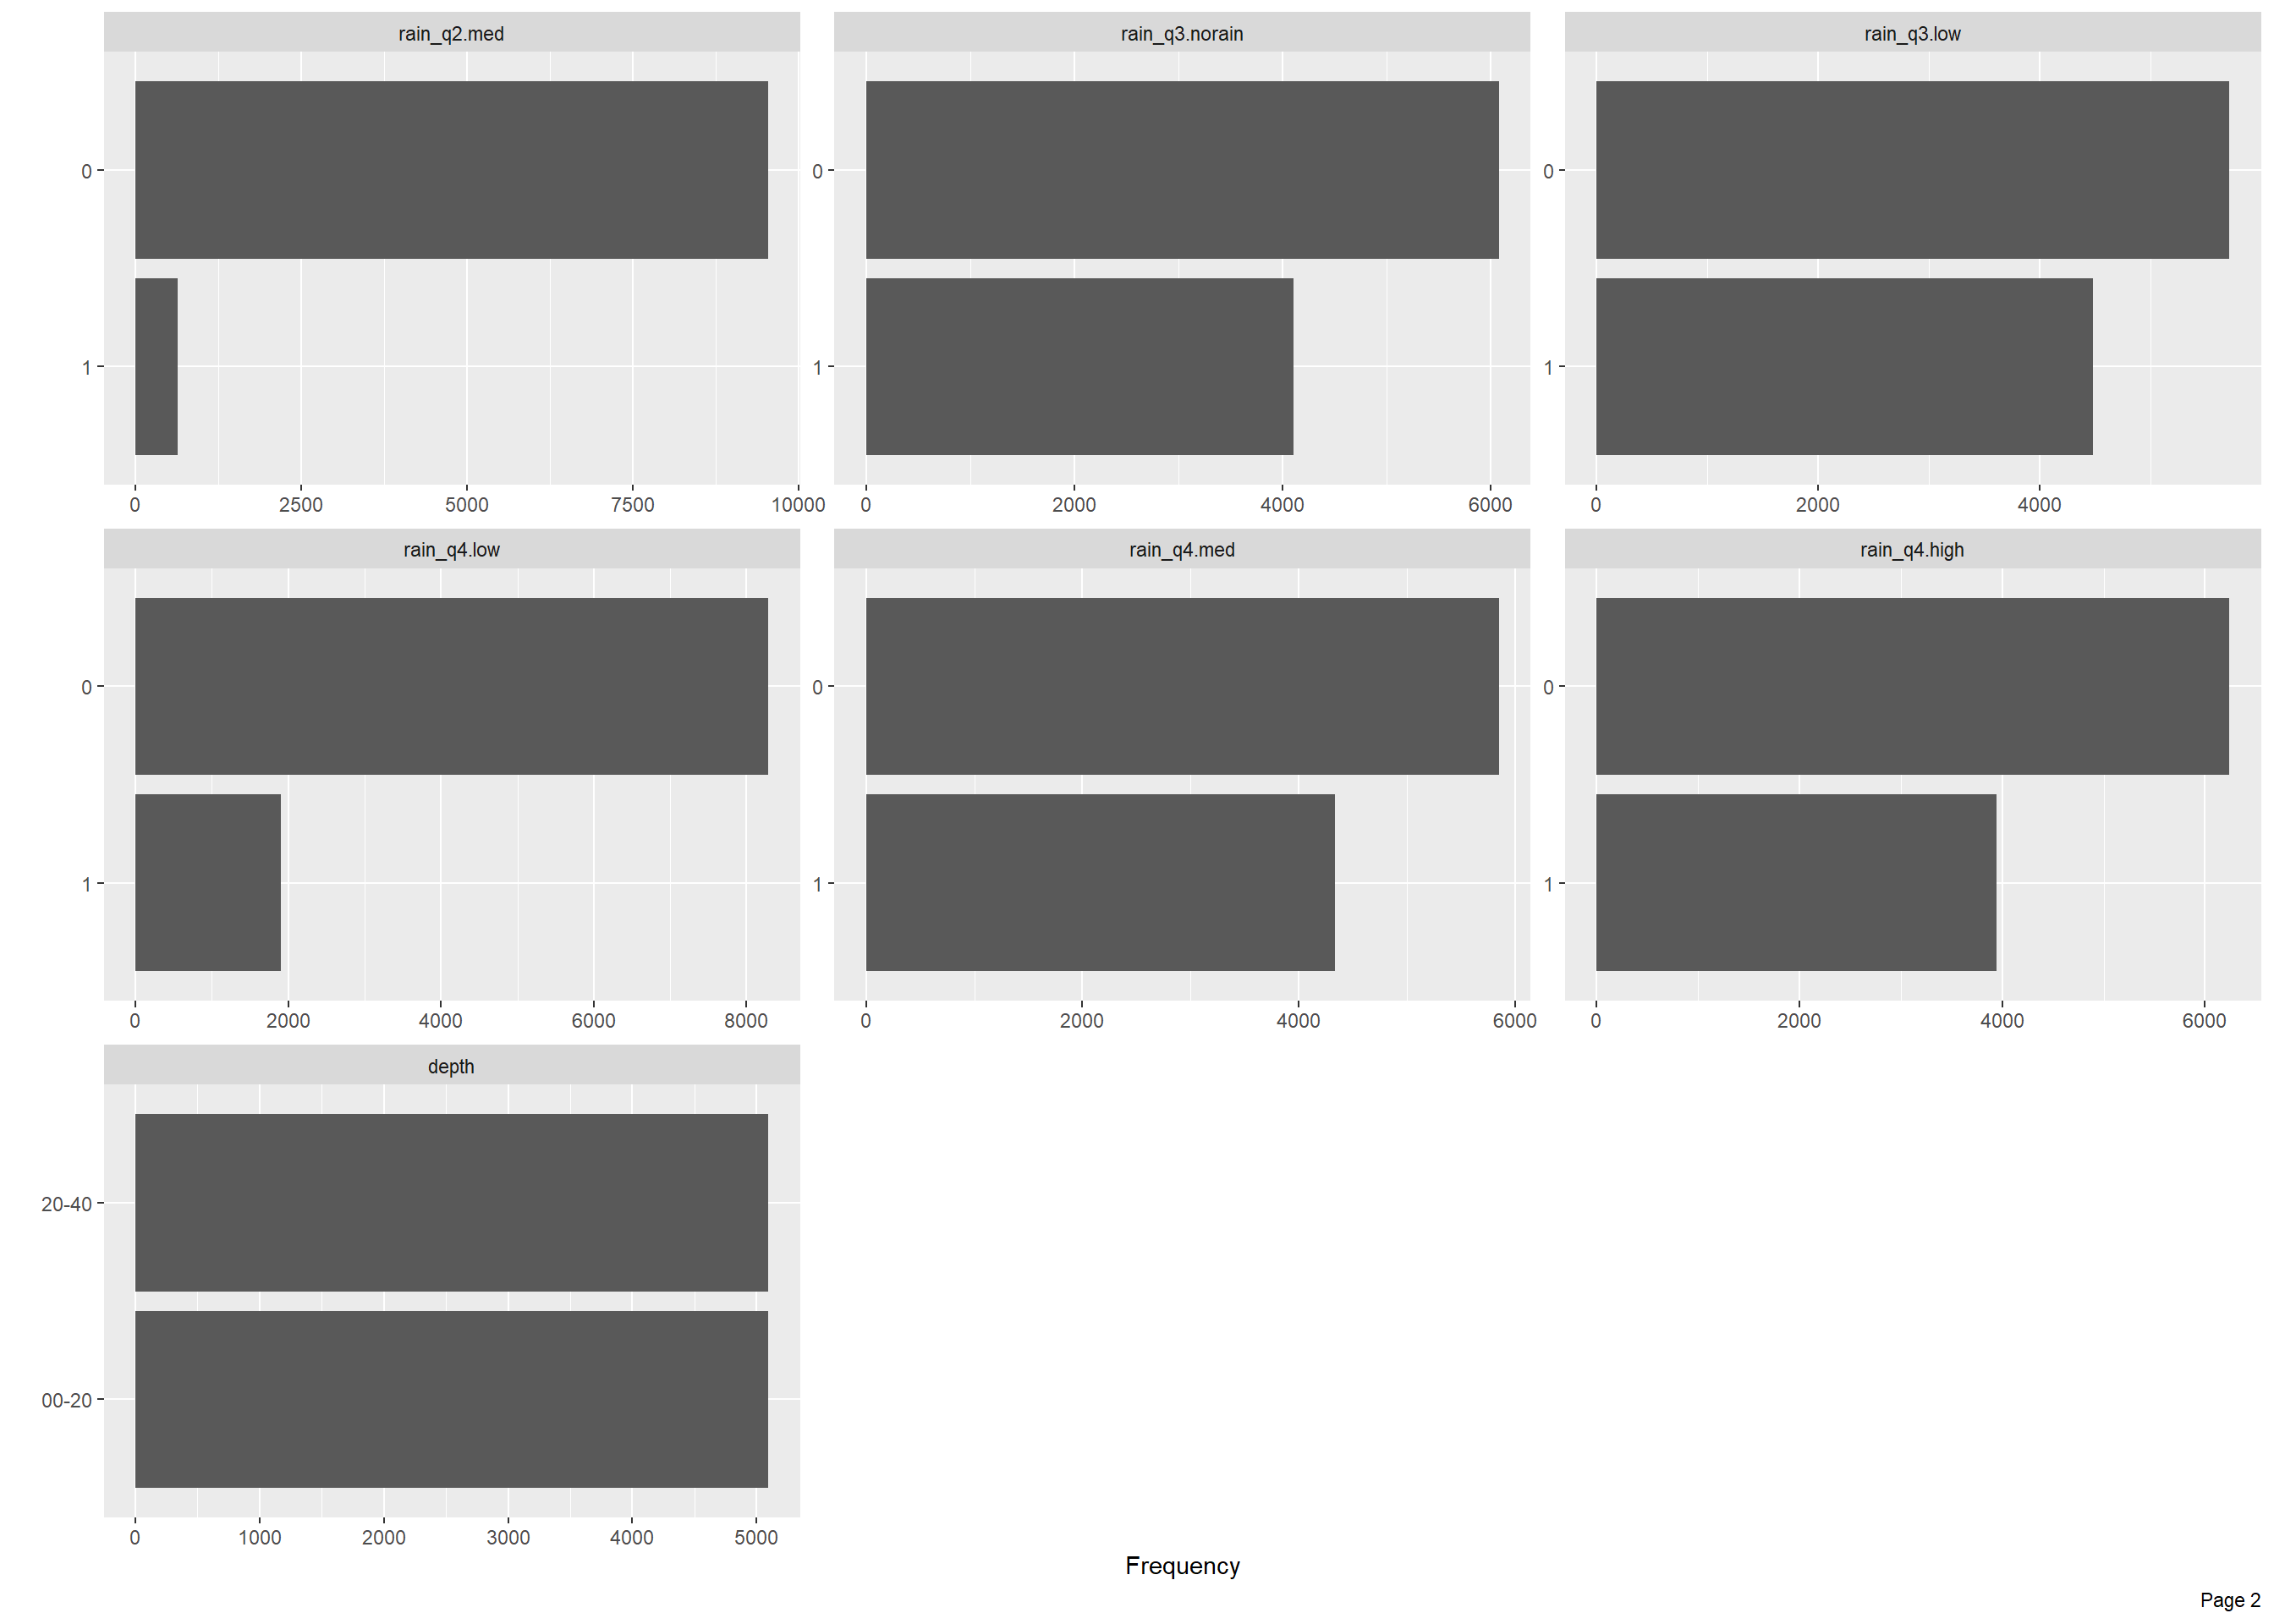 rain_q2.med rain_q3.norain rain_q3.low
0 0 0
1 1 1
0 2500 5000 7500 10000 0 2000 4000 6000 0 2000 4000
rain_q4.low rain_q4.med rain_q4.high
0 0 0
1 1 1
0 2000 4000 6000 8000 0 2000 4000 6000 0 2000 4000 6000
depth
20-40
00-20
0 1000 2000 3000 4000 5000
Frequency
Page 2